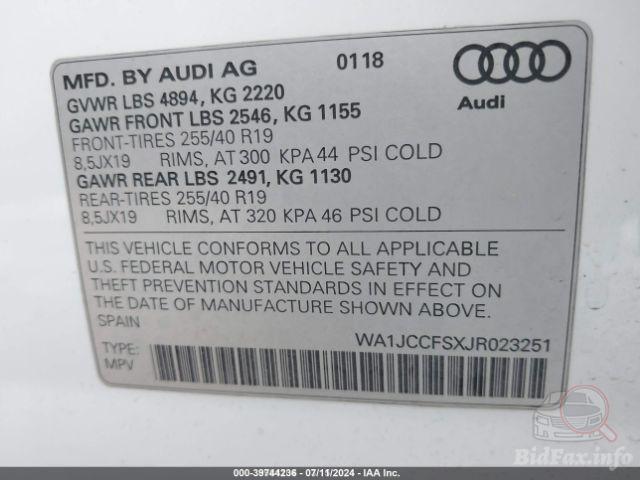 MFD. BY AUDI AG 0118
GVWR LBS 4894, KG 2220
GAWR FRONT LBS 2546, KG 1155
FRONT-TIRES 255/40 R19
8,5JX19 RIMS, AT 300 KPA 44 PSI COLD
GAWR REAR LBS 2491, KG 1130
REAR-TIRES 255/40 R19
8,5JX19 RIMS, AT 320 KPA 46 PSI COLD
Audi
THIS VEHICLE CONFORMS TO ALL APPLICABLE
U.S. FEDERAL MOTOR VEHICLE SAFETY AND
THEFT PREVENTION STANDARDS IN EFFECT ON
THE DATE OF MANUFACTURE SHOWN ABOVE.
SPAIN
WA1JCCFSXJR023251
TYPE:
MPV
BidFax.info
000-39744236 - 07/11/2024 - IAA Inc.